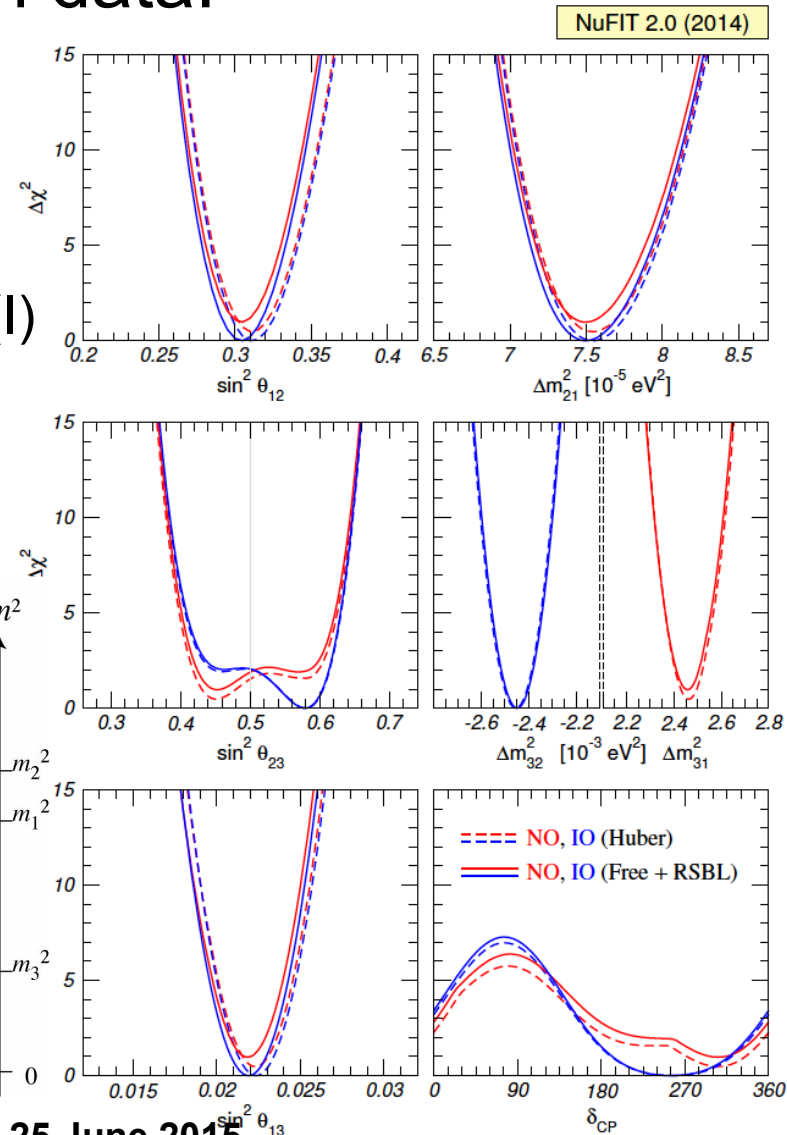 data.
NuFIT 2.0 (2014)
15
10
5
0
Δχ²
0.2 0.25 0.3 0.35 0.4
sin² θ₁₂
6.5 7 7.5 8 8.5
Δm²₂₁ [10⁻⁵ eV²]
15
10
5
0
Δχ²
0.3 0.4 0.5 0.6 0.7
sin² θ₂₃
-2.6 -2.4 -2.2 2.2 2.4 2.6 2.8
Δm²₃₂ [10⁻³ eV²] Δm²₃₁
m₂²
m₁²
m₃²
0
15
10
5
0
0.015 0.02 0.025 0.03
sin² θ₁₃
NO, IO (Huber)
NO, IO (Free + RSBL)
0 90 180 270 360
δCP
25 June 2015